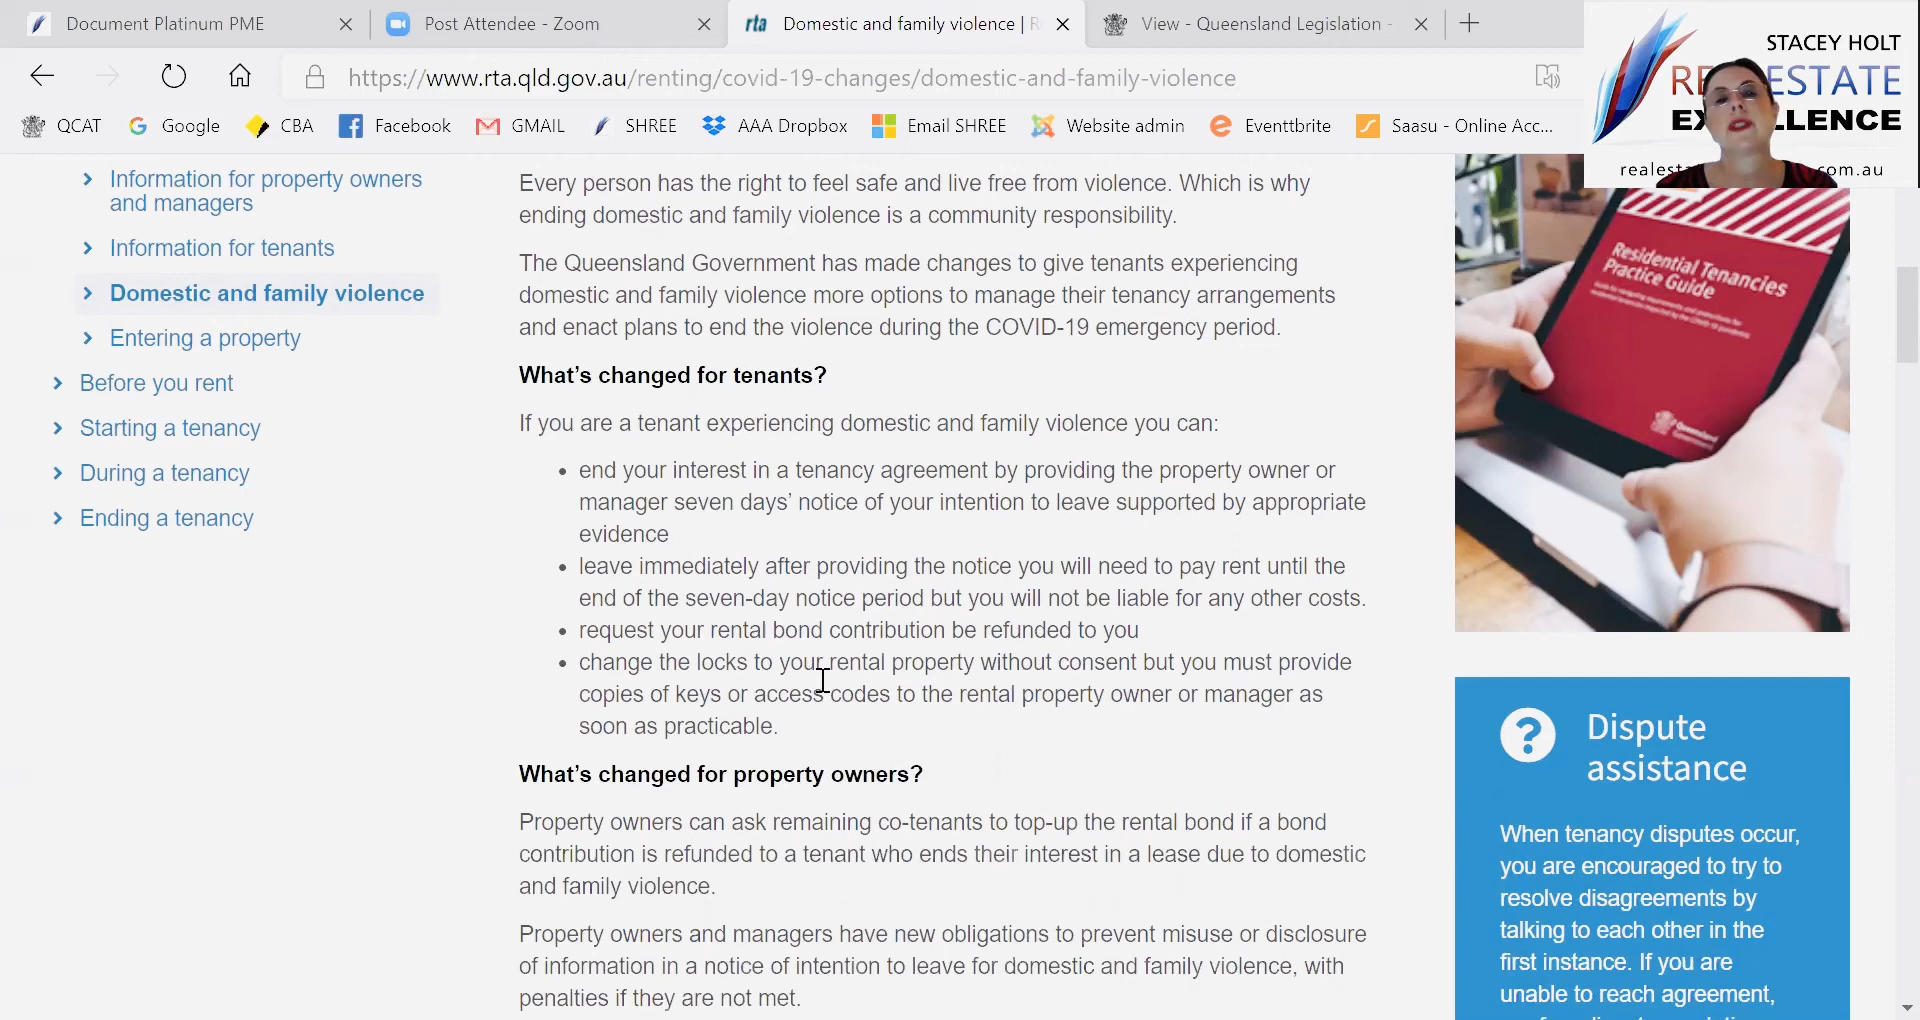 Document Platinum PME
Post Attendee - Zoom
rta Domestic and family violence | R
View - Queensland Legislation -
https://www.rta.qld.gov.au/renting/covid-19-changes/domestic-and-family-violence
QCAT
Google
CBA
Facebook
GMAIL
SHREE
AAA Dropbox
Email SHREE
Website admin
Eventtbrite
Saasu - Online Acc...
STACEY HOLT
ESTATE
LLENCE
com.au
Information for property owners
and managers
Information for tenants
Domestic and family violence
Entering a property
Before you rent
Starting a tenancy
During a tenancy
Ending a tenancy
Every person has the right to feel safe and live free from violence. Which is why
ending domestic and family violence is a community responsibility.
The Queensland Government has made changes to give tenants experiencing
domestic and family violence more options to manage their tenancy arrangements
and enact plans to end the violence during the COVID-19 emergency period.
What's changed for tenants?
If you are a tenant experiencing domestic and family violence you can:
• end your interest in a tenancy agreement by providing the property owner or
manager seven days' notice of your intention to leave supported by appropriate
evidence
• leave immediately after providing the notice you will need to pay rent until the
end of the seven-day notice period but you will not be liable for any other costs.
• request your rental bond contribution be refunded to you
• change the locks to your rental property without consent but you must provide
copies of keys or access codes to the rental property owner or manager as
soon as practicable.
What's changed for property owners?
Property owners can ask remaining co-tenants to top-up the rental bond if a bond
contribution is refunded to a tenant who ends their interest in a lease due to domestic
and family violence.
Property owners and managers have new obligations to prevent misuse or disclosure
of information in a notice of intention to leave for domestic and family violence, with
penalties if they are not met.
Residential Tenancies
Practice Guide
Queensland
Government
Dispute
assistance
When tenancy disputes occur,
you are encouraged to try to
resolve disagreements by
talking to each other in the
first instance. If you are
unable to reach agreement,